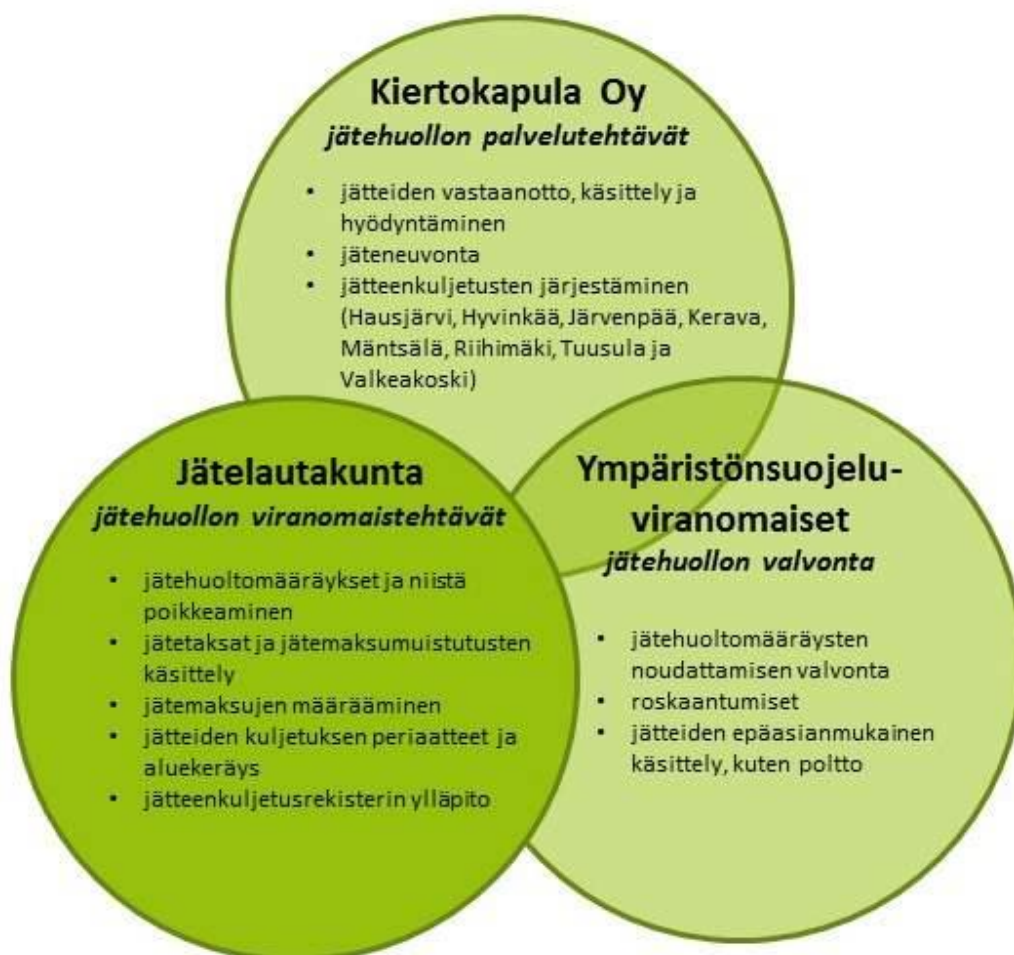 Kiertokapula Oy
jätehuollon palvelutehtävät
• jätteiden vastaanotto, käsittely ja
hyödyntäminen
• jäteneuvonta
• jätteenkuljetusten järjestäminen
(Hausjärvi, Hyvinkää, Järvenpää, Kerava,
Mäntsälä, Riihimäki, Tuusula ja
Valkeakoski)
Jätelautakunta
jätehuollon viranomaistehtävät
• jätehuoltomääräykset ja niistä
poikkeaminen
• jätetaksat ja jätemaksumuistutusten
käsittely
• jätemaksujen määrääminen
• jätteiden kuljetuksen periaatteet ja
aluekeräys
• jätteenkuljetusrekisterin ylläpito
Ympäristönsuojelu-
viranomaiset
jätehuollon valvonta
• jätehuoltomääräysten
noudattamisen valvonta
• roskaantumiset
• jätteiden epäasianmukainen
käsittely, kuten poltto